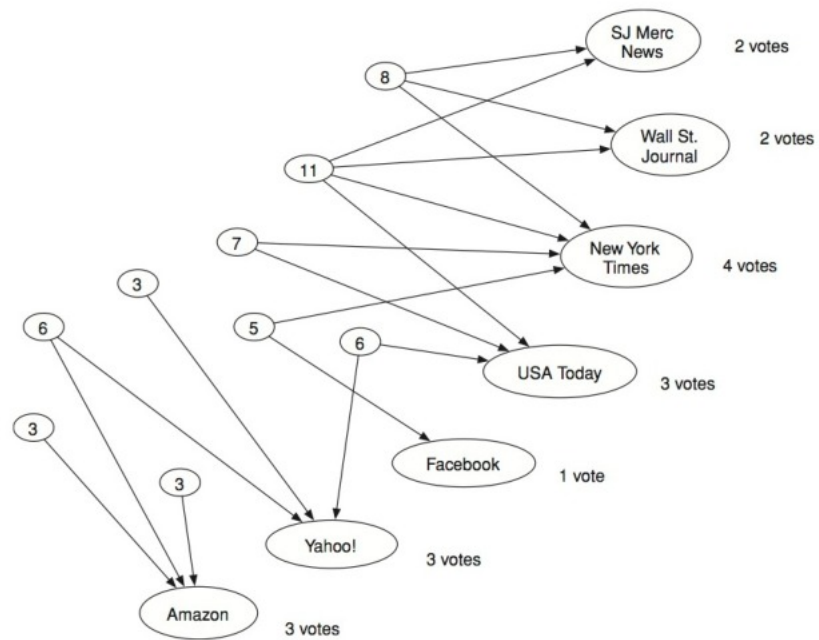 SJ Merc
News
2 votes
8
Wall St.
Journal
2 votes
11
7
New York
Times
4 votes
3
6
5
6
USA Today
3 votes
3
Facebook
1 vote
3
Yahoo!
3 votes
Amazon
3 votes